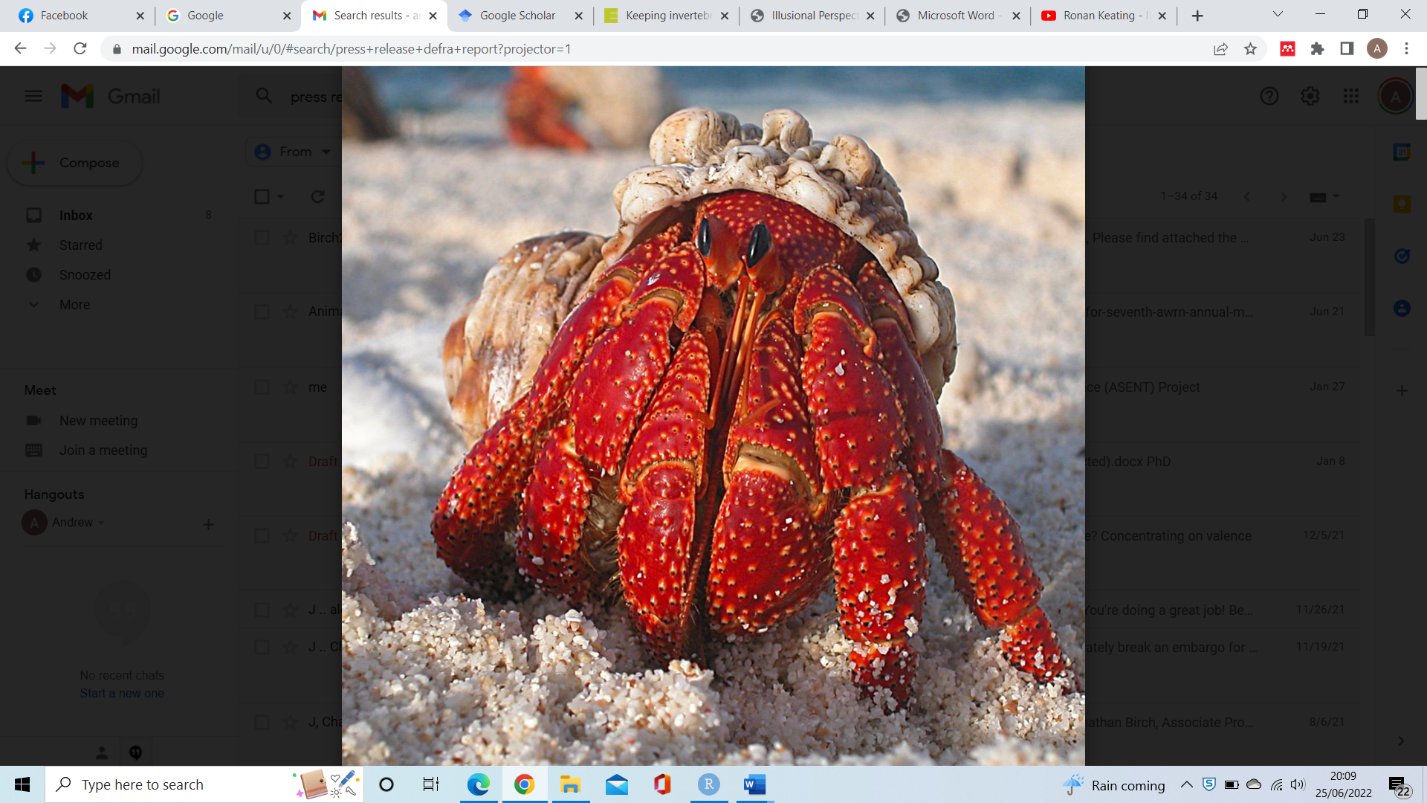 Facebook
Google
Search results - a
Google Scholar
Keeping inverteb
Illusional Perspec
Microsoft Word -
Ronan Keating -
mail.google.com/mail/u/0/#search/press+release+defra+report?projector=1
A
Gmail
press re
A
Compose
From
1–34 of 34
Inbox 8
Birch
, Please find attached the ...
Jun 23
Starred
Snoozed
More
Anim
for-seventh-awrn-annual-m...
Jun 21
Meet
me
ce (ASENT) Project
Jan 27
New meeting
Join a meeting
Draft
ted).docx PhD
Jan 8
Hangouts
A Andrew
Draft
e? Concentrating on valence
12/5/21
J .. al
You're doing a great job! Be...
11/26/21
J .. C
ately break an embargo for ...
11/19/21
No recent chats
Start a new one
J, Cha
athan Birch, Associate Pro...
8/6/21
Type here to search
Rain coming
20:09
25/06/2022
22